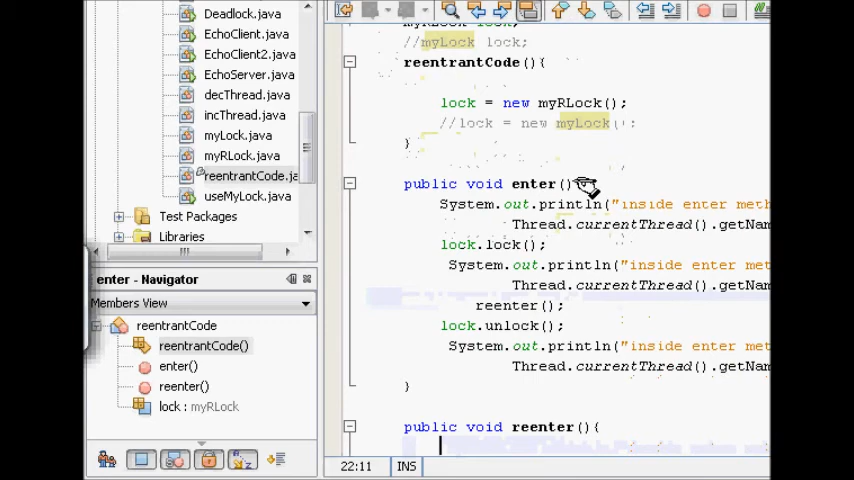 Deadlock.java
EchoClient.java
EchoClient2.java
EchoServer.java
decThread.java
incThread.java
myLock.java
myRLock.java
reentrantCode.ja
useMyLock.java
Test Packages
Libraries
enter - Navigator
Members View
reentrantCode
reentrantCode()
enter()
reenter()
lock : myRLock
myRLock lock;
//myLock lock;
reentrantCode(){
lock = new myRLock();
//lock = new myLock();
}
public void enter()
System.out.println("inside enter met
Thread.currentThread().getNam
lock.lock();
System.out.println("inside enter me
Thread.currentThread().getNam
reenter();
lock.unlock();
System.out.println("inside enter me
Thread.currentThread().getNam
}
public void reenter(){
22:11 INS